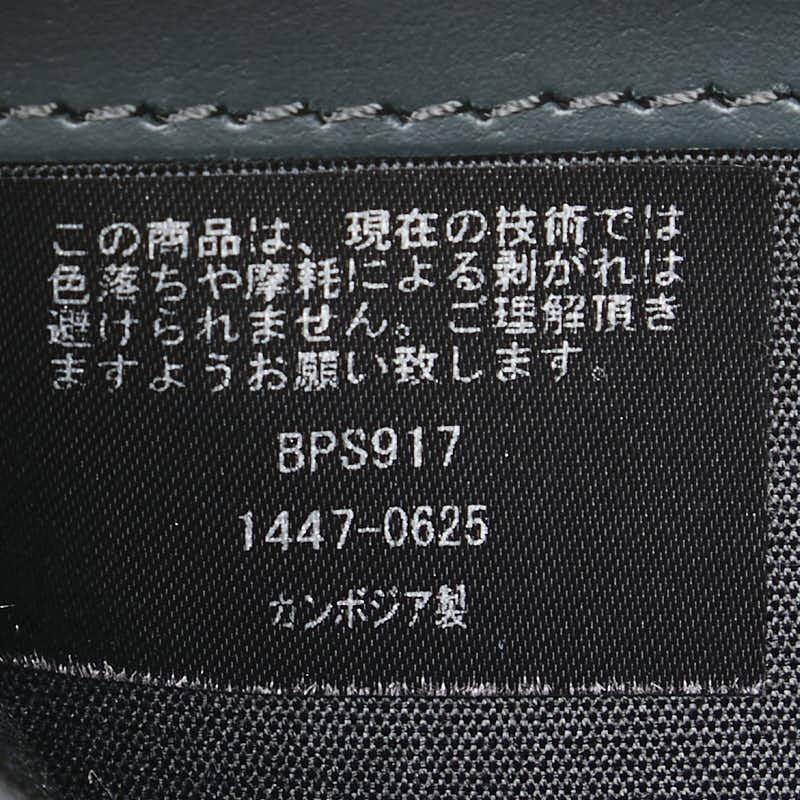 この商品は、現在の技術では
色落ちや摩耗による剥がれは
避けられません。ご理解頂き
ますようお願い致します。
BPS917
1447-0625
カンボジア製